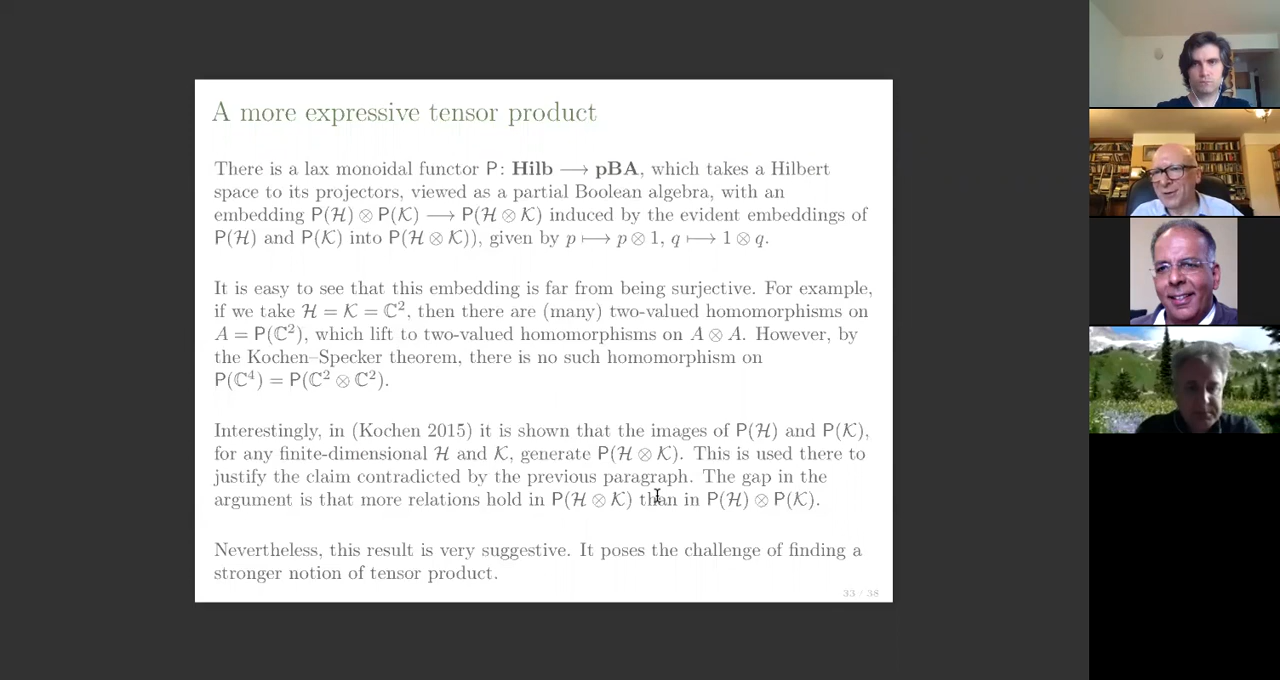 A more expressive tensor product
There is a lax monoidal functor P: Hilb ⟶ pBA, which takes a Hilbert
space to its projectors, viewed as a partial Boolean algebra, with an
embedding P(ℋ) ⊗ P(𝒦) ⟶ P(ℋ ⊗ 𝒦) induced by the evident embeddings of
P(ℋ) and P(𝒦) into P(ℋ ⊗ 𝒦)), given by p ⟼ p ⊗ 1, q ⟼ 1 ⊗ q.
It is easy to see that this embedding is far from being surjective. For example,
if we take ℋ = 𝒦 = ℂ², then there are (many) two-valued homomorphisms on
A = P(ℂ²), which lift to two-valued homomorphisms on A ⊗ A. However, by
the Kochen–Specker theorem, there is no such homomorphism on
P(ℂ⁴) = P(ℂ² ⊗ ℂ²).
Interestingly, in (Kochen 2015) it is shown that the images of P(ℋ) and P(𝒦),
for any finite-dimensional ℋ and 𝒦, generate P(ℋ ⊗ 𝒦). This is used there to
justify the claim contradicted by the previous paragraph. The gap in the
argument is that more relations hold in P(ℋ ⊗ 𝒦) than in P(ℋ) ⊗ P(𝒦).
Nevertheless, this result is very suggestive. It poses the challenge of finding a
stronger notion of tensor product.
33 / 38